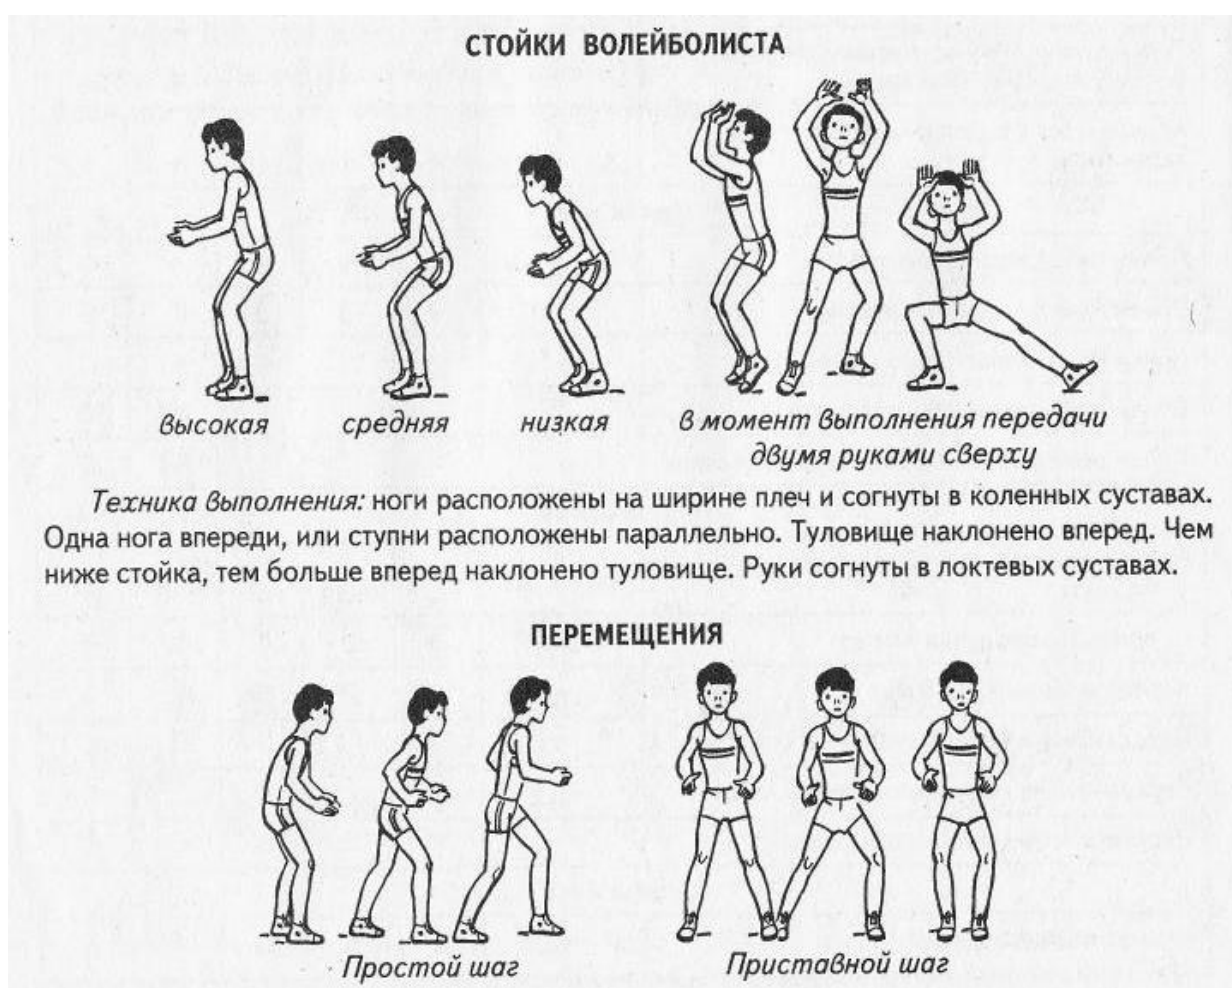 СТОЙКИ ВОЛЕЙБОЛИСТА
высокая
средняя
низкая
в момент выполнения передачи
двумя руками сверху
Техника выполнения: ноги расположены на ширине плеч и согнуты в коленных суставах.
Одна нога впереди, или ступни расположены параллельно. Туловище наклонено вперед. Чем
ниже стойка, тем больше вперед наклонено туловище. Руки согнуты в локтевых суставах.
ПЕРЕМЕЩЕНИЯ
Простой шаг
Приставной шаг